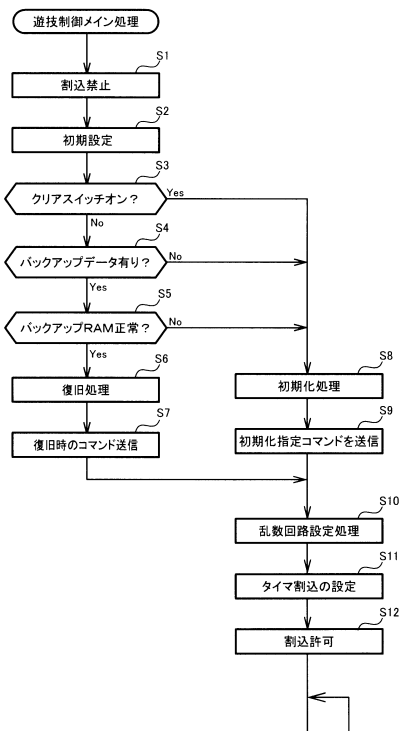 遊技制御メイン処理
S1
割込禁止
S2
初期設定
S3
クリアスイッチオン？
Yes
No
S4
バックアップデータ有り？
No
Yes
S5
バックアップRAM正常？
No
Yes
S6
復旧処理
S7
復旧時のコマンド送信
S8
初期化処理
S9
初期化指定コマンドを送信
S10
乱数回路設定処理
S11
タイマ割込の設定
S12
割込許可